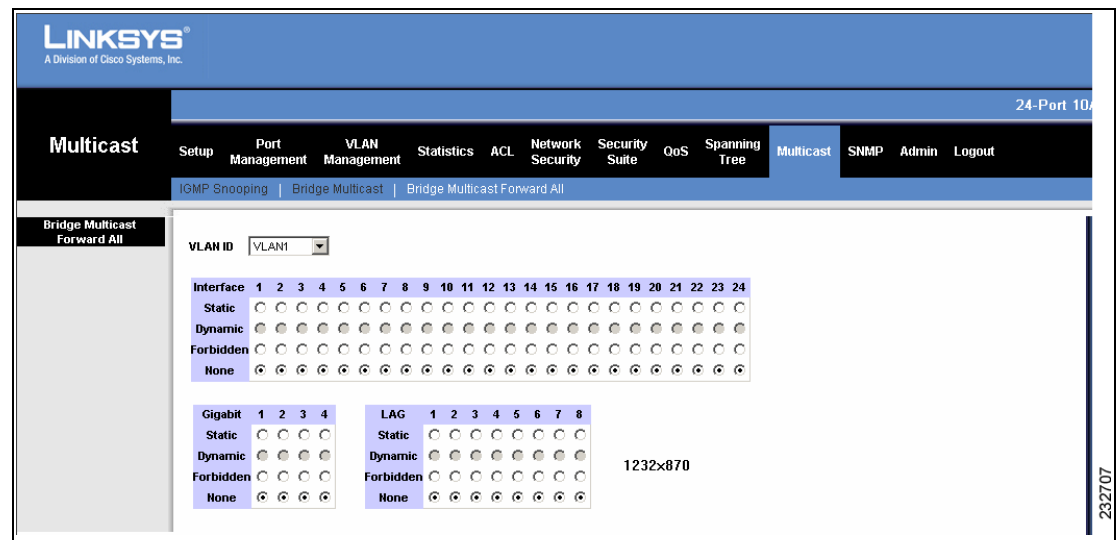 LINKSYS®
A Division of Cisco Systems, Inc.
24-Port 10/
Multicast
Setup Port Management VLAN Management Statistics ACL Network Security Security Suite QoS Spanning Tree Multicast SNMP Admin Logout
IGMP Snooping | Bridge Multicast | Bridge Multicast Forward All
Bridge Multicast
Forward All
VLAN ID VLAN1
Interface 1 2 3 4 5 6 7 8 9 10 11 12 13 14 15 16 17 18 19 20 21 22 23 24
Static
Dynamic
Forbidden
None
Gigabit 1 2 3 4
Static
Dynamic
Forbidden
None
LAG 1 2 3 4 5 6 7 8
Static
Dynamic
Forbidden
None
1232x870
232707